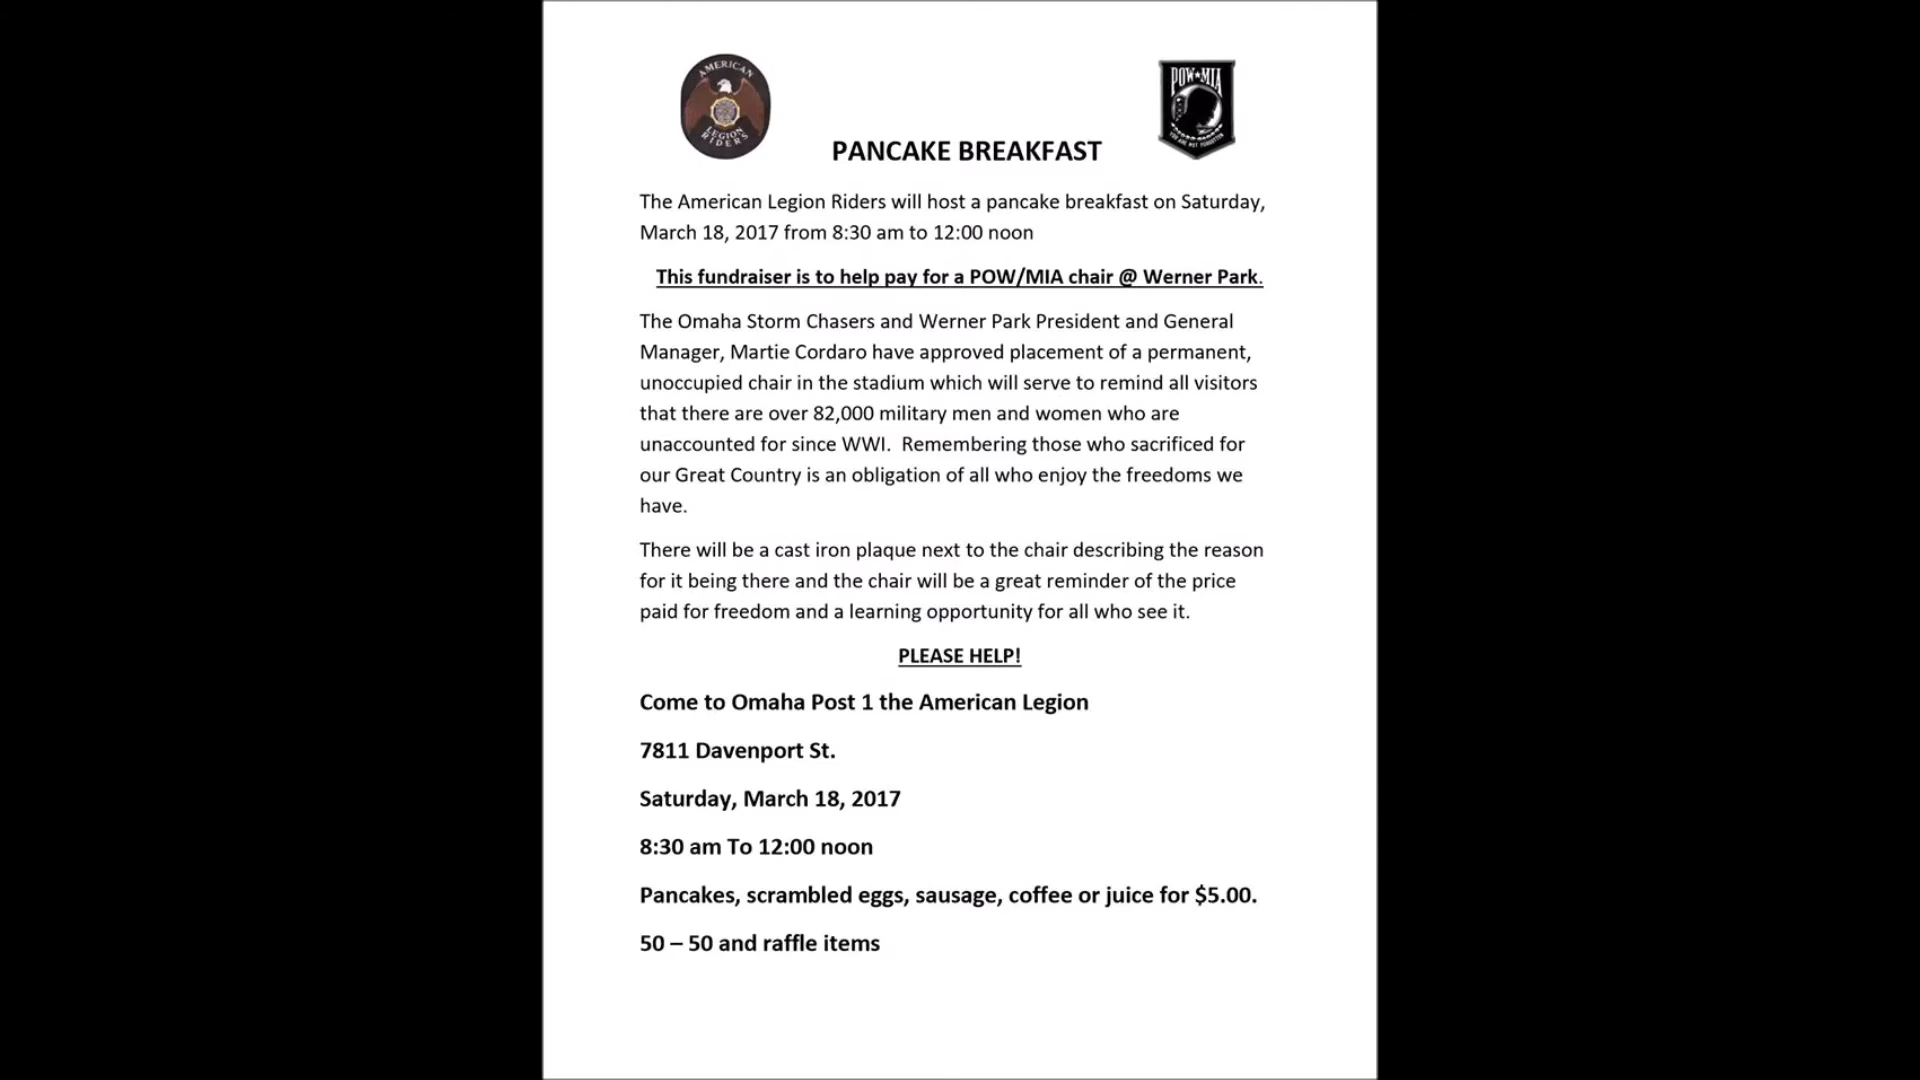 AMERICAN
LEGION
RIDERS
POW★MIA
YOU ARE NOT FORGOTTEN
PANCAKE BREAKFAST
The American Legion Riders will host a pancake breakfast on Saturday,
March 18, 2017 from 8:30 am to 12:00 noon
This fundraiser is to help pay for a POW/MIA chair @ Werner Park.
The Omaha Storm Chasers and Werner Park President and General
Manager, Martie Cordaro have approved placement of a permanent,
unoccupied chair in the stadium which will serve to remind all visitors
that there are over 82,000 military men and women who are
unaccounted for since WWI.  Remembering those who sacrificed for
our Great Country is an obligation of all who enjoy the freedoms we
have.
There will be a cast iron plaque next to the chair describing the reason
for it being there and the chair will be a great reminder of the price
paid for freedom and a learning opportunity for all who see it.
PLEASE HELP!
Come to Omaha Post 1 the American Legion
7811 Davenport St.
Saturday, March 18, 2017
8:30 am To 12:00 noon
Pancakes, scrambled eggs, sausage, coffee or juice for $5.00.
50 – 50 and raffle items